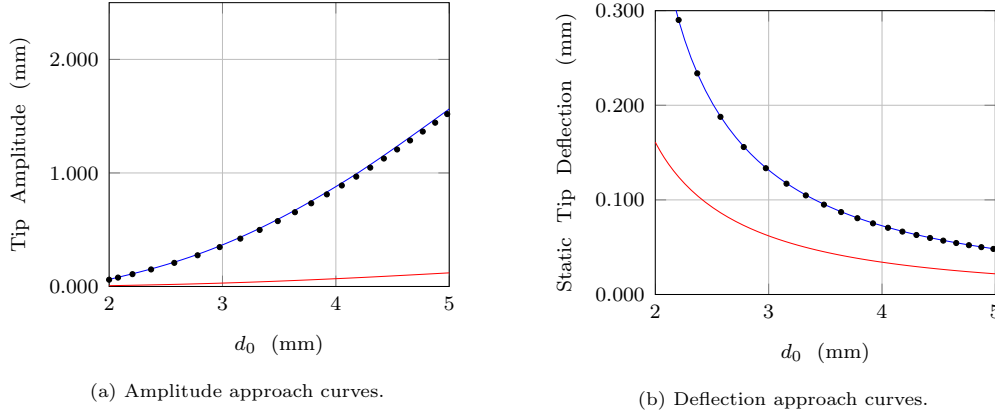 2.000
1.000
0.000
2
3
4
5
Tip Amplitude (mm)
d₀ (mm)
(a) Amplitude approach curves.
0.300
0.200
0.100
0.000
2
3
4
5
Static Tip Deflection (mm)
d₀ (mm)
(b) Deflection approach curves.